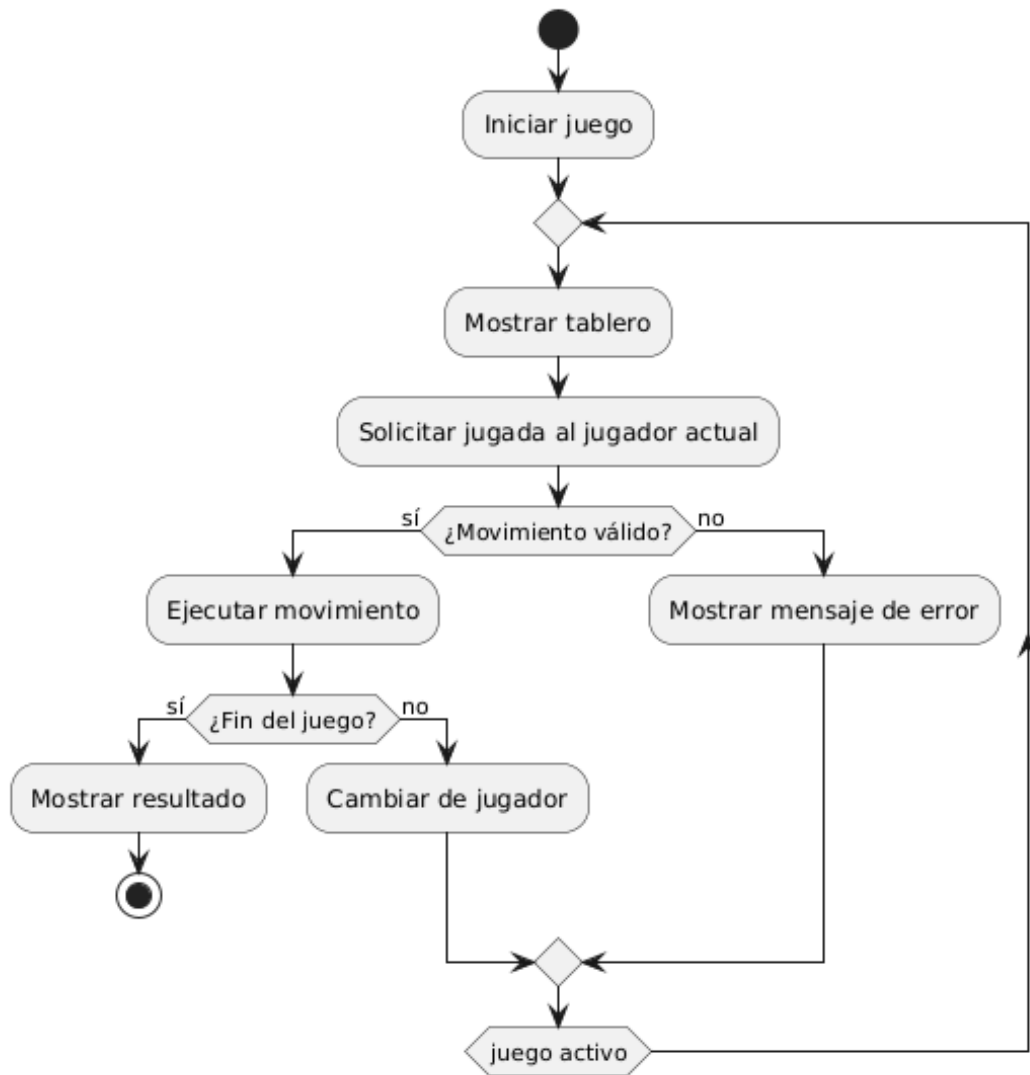 Iniciar juego
Mostrar tablero
Solicitar jugada al jugador actual
sí
¿Movimiento válido?
no
Ejecutar movimiento
Mostrar mensaje de error
sí
¿Fin del juego?
no
Mostrar resultado
Cambiar de jugador
juego activo